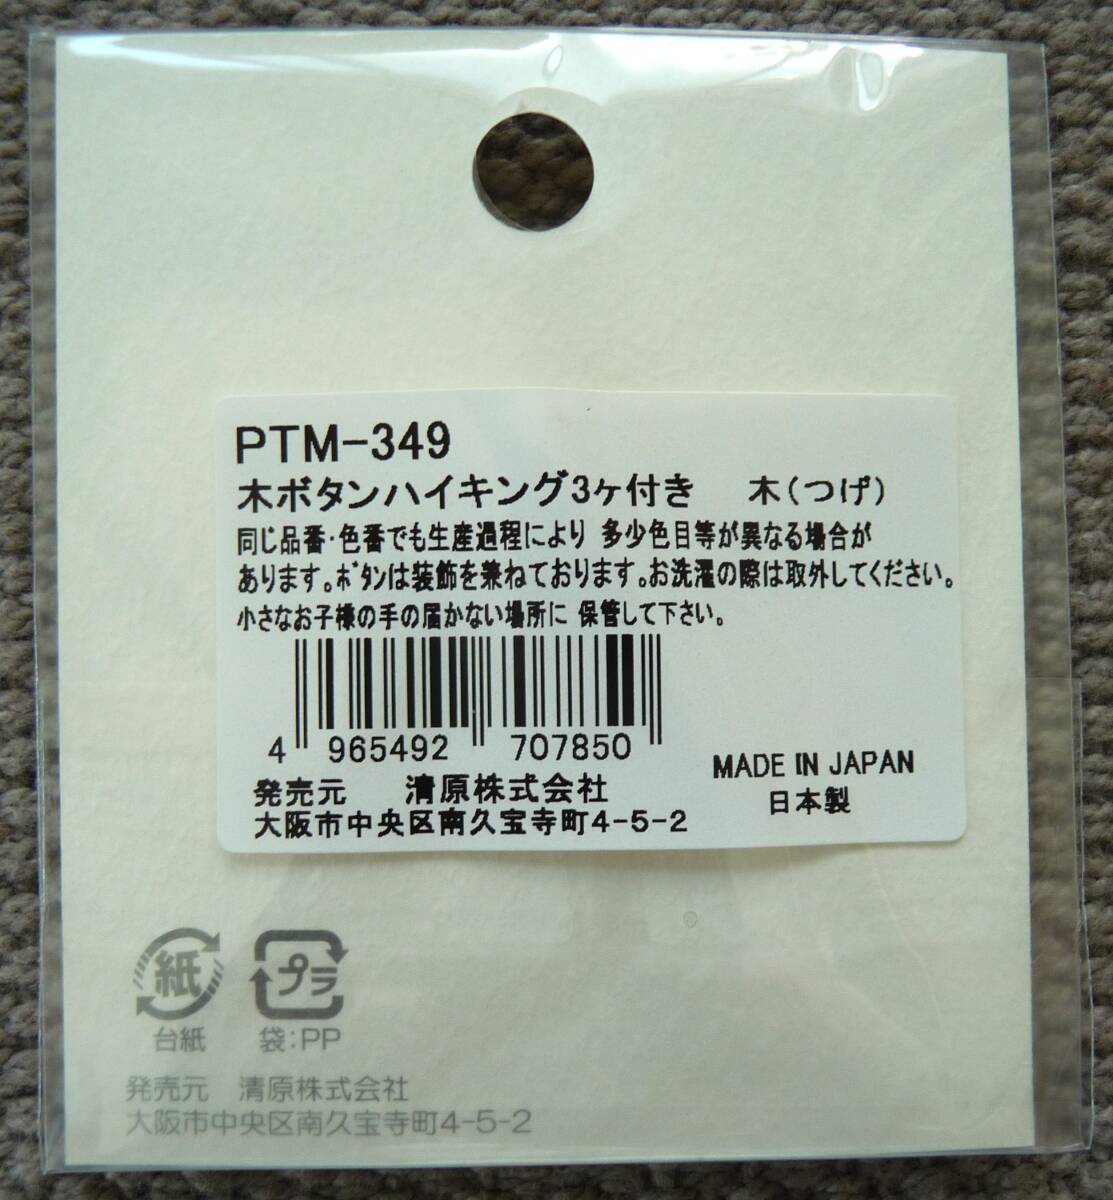 PTM-349
木ボタンハイキング3ヶ付き 木(つげ)
同じ品番・色番でも生産過程により 多少色目等が異なる場合が
あります。ﾎﾞﾀﾝは装飾を兼ねております。お洗濯の際は取外してください。
小さなお子様の手の届かない場所に 保管して下さい。
4 965492 707850
MADE IN JAPAN
日本製
発売元 清原株式会社
大阪市中央区南久宝寺町4-5-2
紙 プラ
台紙 袋:PP
発売元 清原株式会社
大阪市中央区南久宝寺町4-5-2